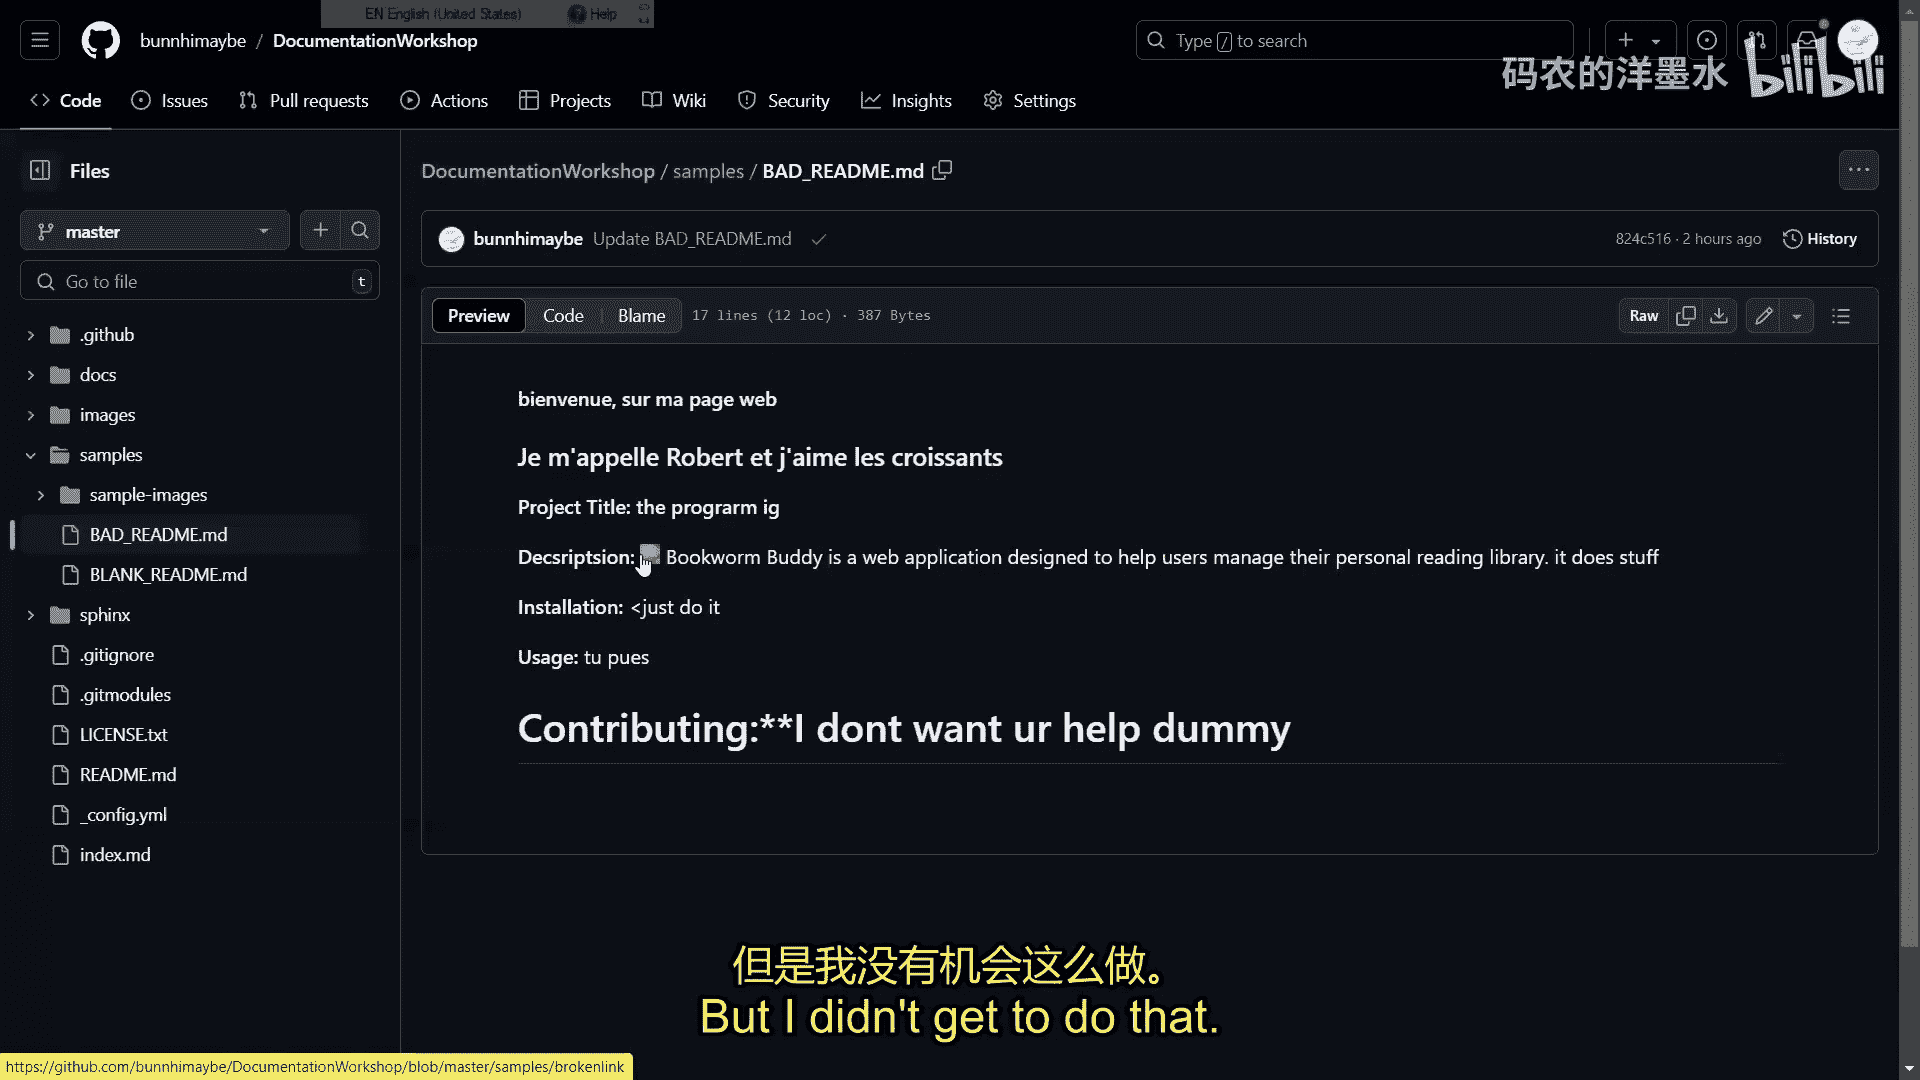 EN English (United States) Help
bunnhimaybe / DocumentationWorkshop
Type / to search
码农的洋墨水 bilibili
Code Issues Pull requests Actions Projects Wiki Security Insights Settings
Files
DocumentationWorkshop / samples / BAD_README.md
master
bunnhimaybe Update BAD_README.md
824c516 · 2 hours ago History
Go to file t
Preview Code Blame 17 lines (12 loc) · 387 Bytes Raw
.github
docs
images
samples
sample-images
BAD_README.md
BLANK_README.md
sphinx
.gitignore
.gitmodules
LICENSE.txt
README.md
_config.yml
index.md
bienvenue, sur ma page web
Je m'appelle Robert et j'aime les croissants
Project Title: the prograrm ig
Decsriptsion: Bookworm Buddy is a web application designed to help users manage their personal reading library. it does stuff
Installation: <just do it
Usage: tu pues
Contributing:**I dont want ur help dummy
但是我没有机会这么做。
But I didn't get to do that.
https://github.com/bunnhimaybe/DocumentationWorkshop/blob/master/samples/brokenlink